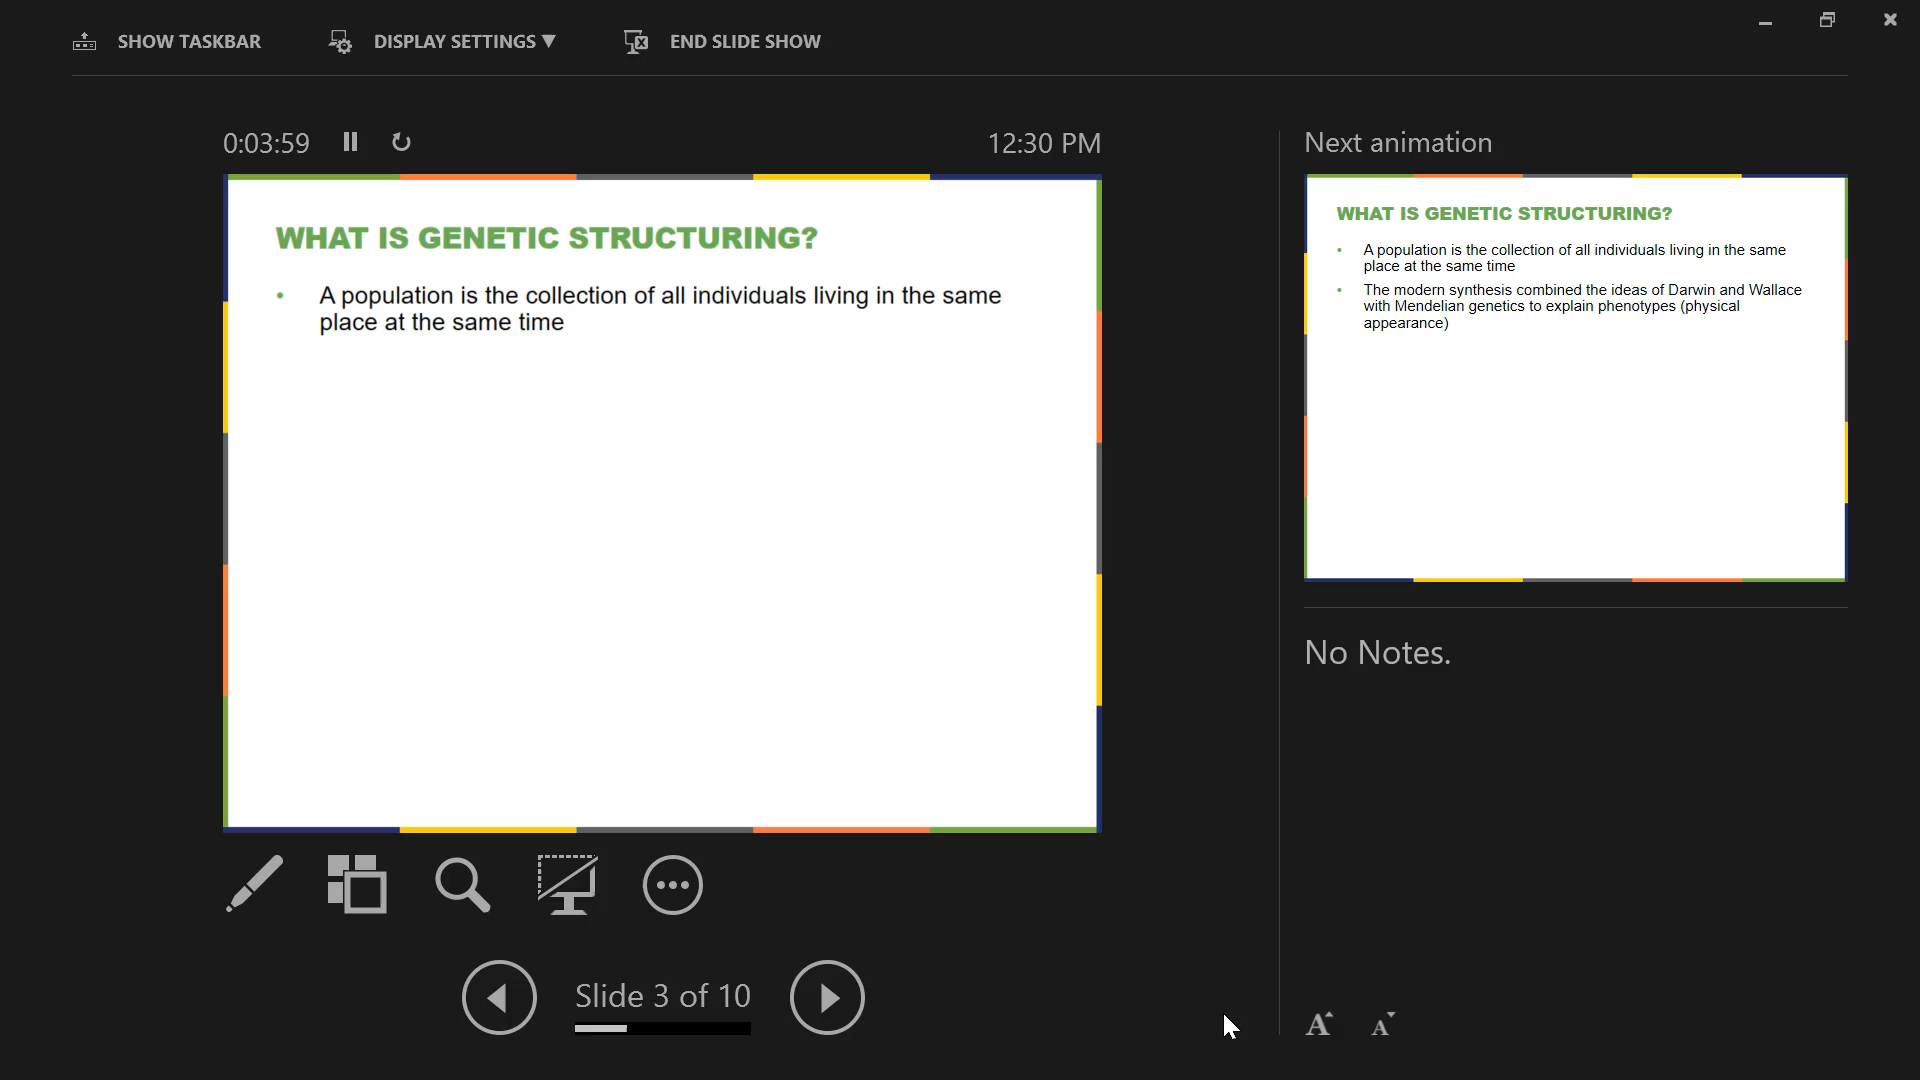 SHOW TASKBAR
DISPLAY SETTINGS ▼
END SLIDE SHOW
0:03:59
12:30 PM
WHAT IS GENETIC STRUCTURING?
• A population is the collection of all individuals living in the same
place at the same time
Slide 3 of 10
Next animation
WHAT IS GENETIC STRUCTURING?
• A population is the collection of all individuals living in the same
place at the same time
• The modern synthesis combined the ideas of Darwin and Wallace
with Mendelian genetics to explain phenotypes (physical
appearance)
No Notes.
A A